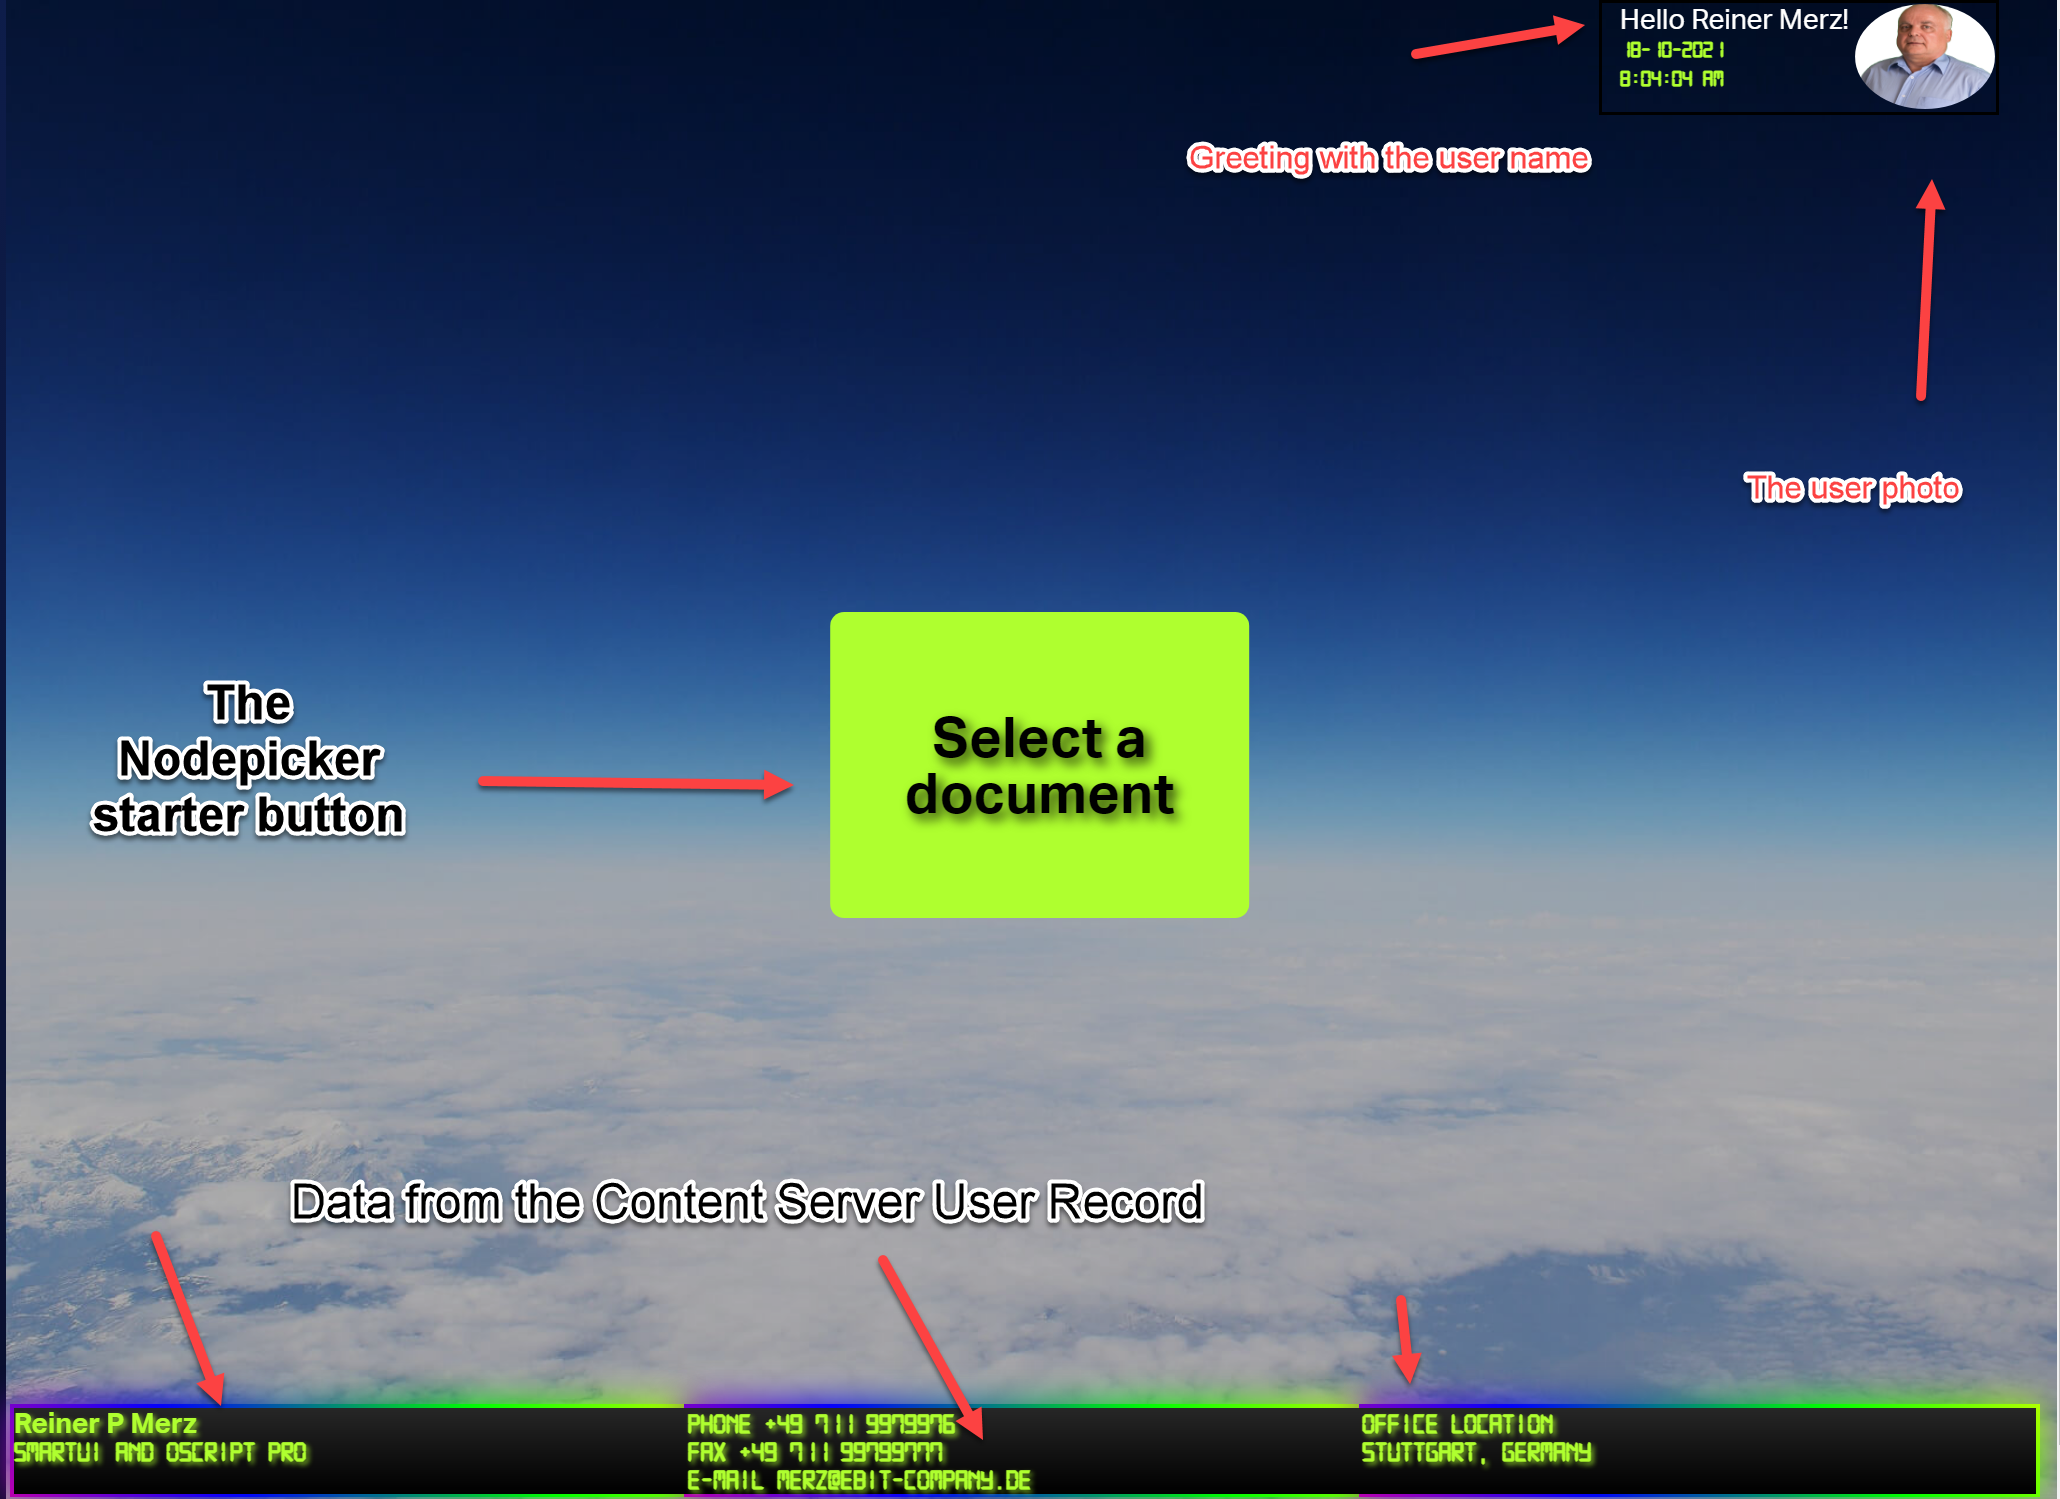 Hello Reiner Merz!
18-10-2021
8:04:04 AM
Greeting with the user name
The user photo
The
Nodepicker
starter button
Select a
document
Data from the Content Server User Record
Reiner P Merz
SMARTUI AND OSCRIPT PRO
PHONE +49 711 9979976
FAX +49 711 99799777
E-MAIL MERZ@EBIT-COMPANY.DE
OFFICE LOCATION
STUTTGART, GERMANY